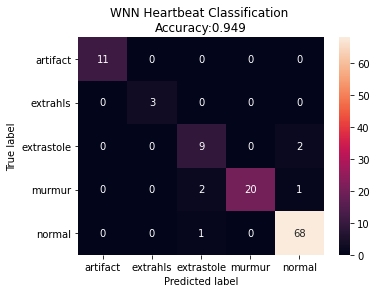 WNN Heartbeat Classification
Accuracy:0.949
artifact 11 0 0 0 0
extrahls 0 3 0 0 0
extrastole 0 0 9 0 2
murmur 0 0 2 20 1
normal 0 0 1 0 68
artifact extrahls extrastole murmur normal
Predicted label
True label
60
50
40
30
20
10
0